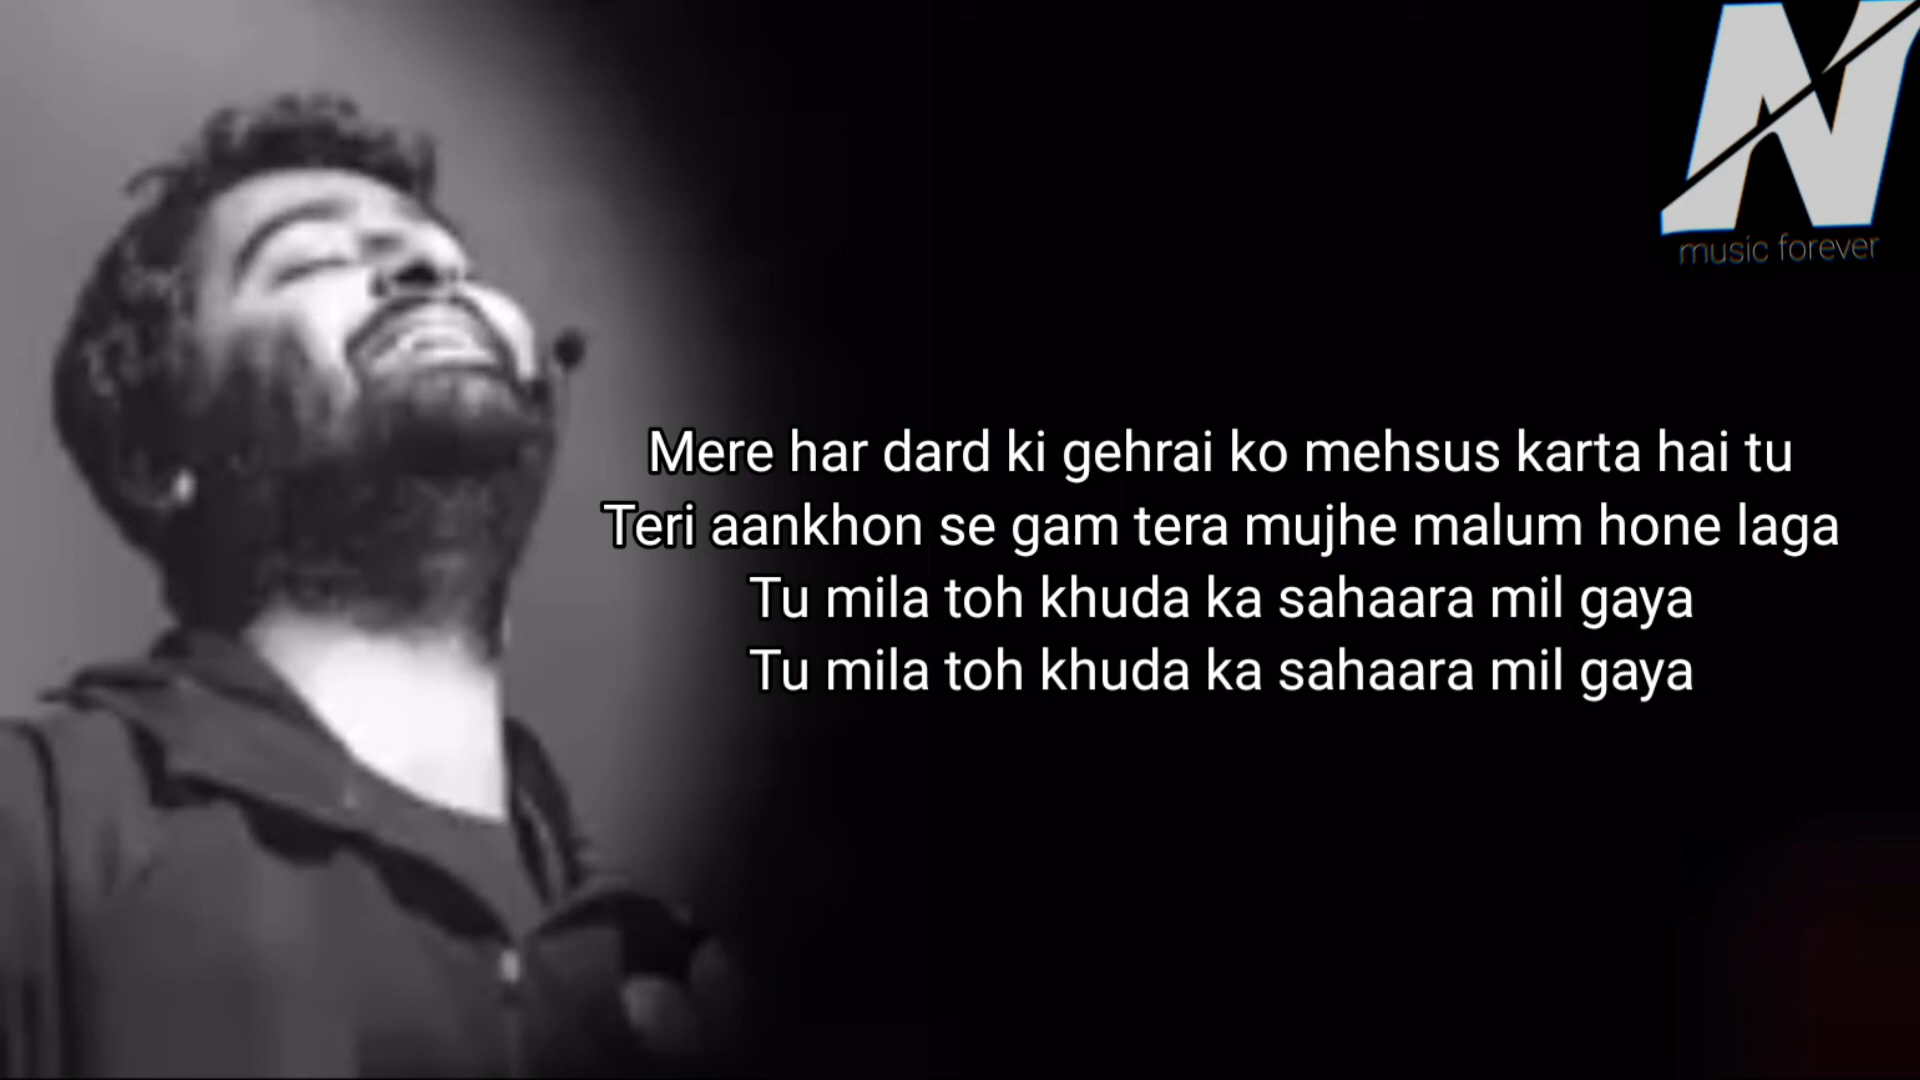 N
music forever
Mere har dard ki gehrai ko mehsus karta hai tu
Teri aankhon se gam tera mujhe malum hone laga
Tu mila toh khuda ka sahaara mil gaya
Tu mila toh khuda ka sahaara mil gaya